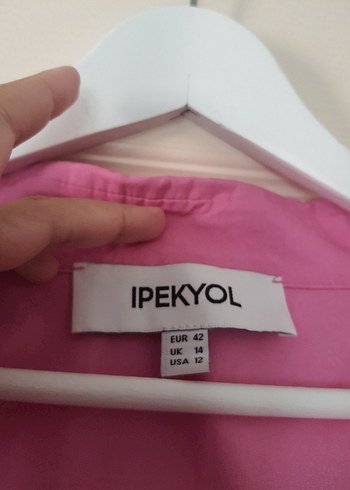 IPEKYOL
EUR 42
UK 14
USA 12